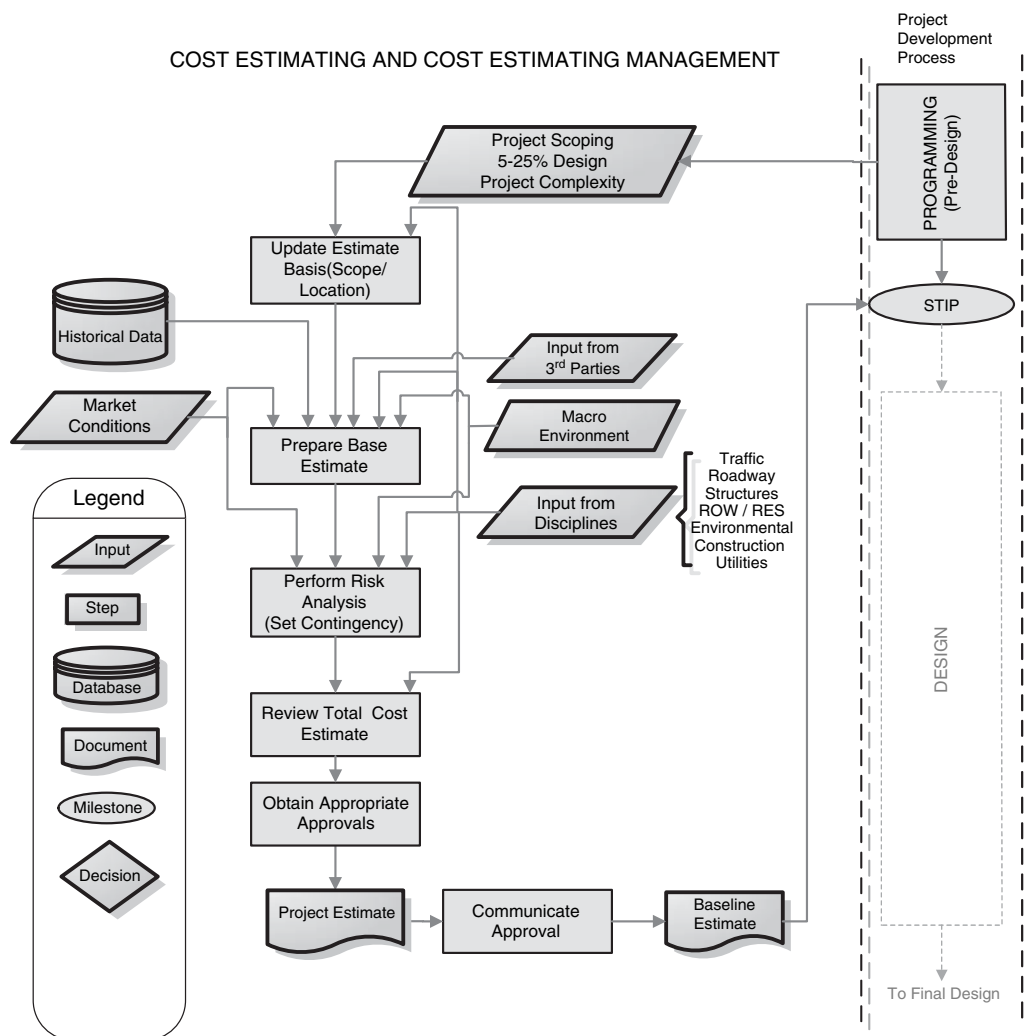 Project
Development
Process
COST ESTIMATING AND COST ESTIMATING MANAGEMENT
PROGRAMMING
(Pre-Design)
Project Scoping
5-25% Design
Project Complexity
Update Estimate
Basis(Scope/
Location)
STIP
Historical Data
Input from
3rd Parties
Market
Conditions
Macro
Environment
Prepare Base
Estimate
Input from
Disciplines
Traffic
Roadway
Structures
ROW / RES
Environmental
Construction
Utilities
Legend
Input
Step
Database
Document
Milestone
Decision
Perform Risk
Analysis
(Set Contingency)
DESIGN
Review Total Cost
Estimate
Obtain Appropriate
Approvals
Project Estimate
Communicate
Approval
Baseline
Estimate
To Final Design